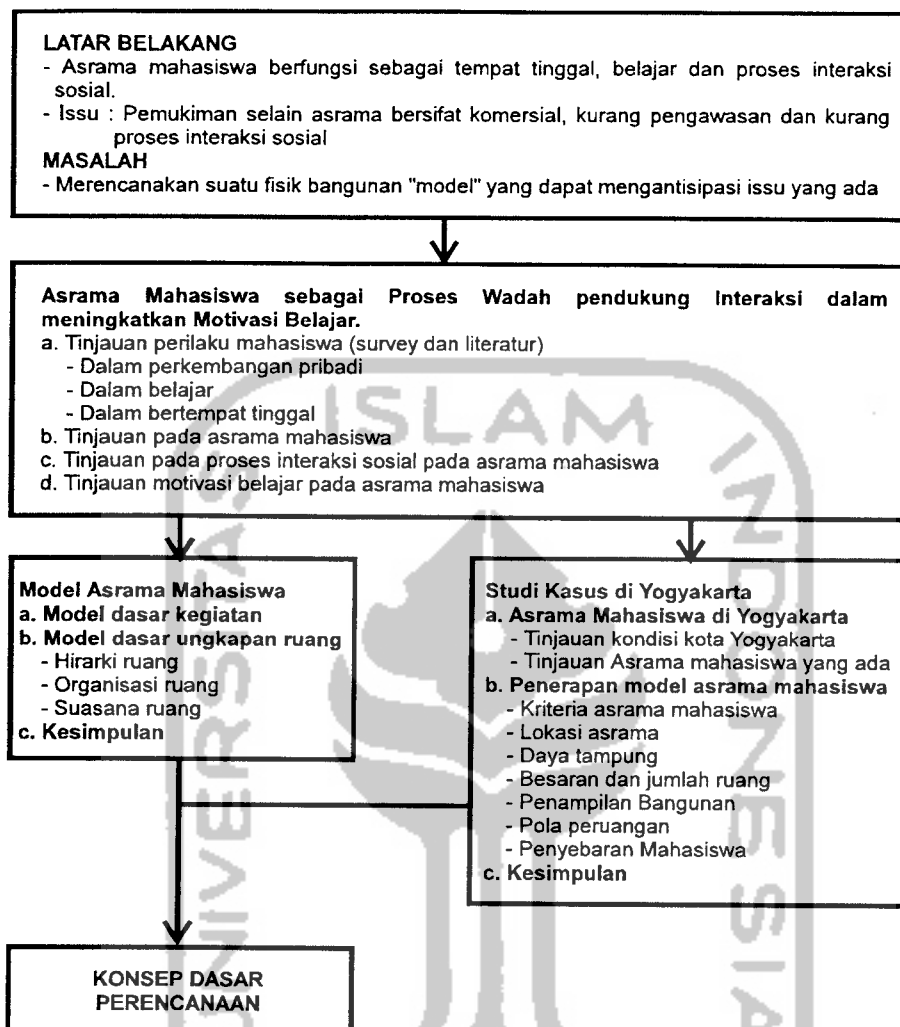 LATAR BELAKANG
- Asrama mahasiswa berfungsi sebagai tempat tinggal, belajar dan proses interaksi
sosial.
- Issu : Pemukiman selain asrama bersifat komersial, kurang pengawasan dan kurang
proses interaksi sosial
MASALAH
- Merencanakan suatu fisik bangunan "model" yang dapat mengantisipasi issu yang ada
Asrama Mahasiswa sebagai Proses Wadah pendukung Interaksi dalam
meningkatkan Motivasi Belajar.
a. Tinjauan perilaku mahasiswa (survey dan literatur)
- Dalam perkembangan pribadi
- Dalam belajar
- Dalam bertempat tinggal
b. Tinjauan pada asrama mahasiswa
c. Tinjauan pada proses interaksi sosial pada asrama mahasiswa
d. Tinjauan motivasi belajar pada asrama mahasiswa
Model Asrama Mahasiswa
a. Model dasar kegiatan
b. Model dasar ungkapan ruang
- Hirarki ruang
- Organisasi ruang
- Suasana ruang
c. Kesimpulan
Studi Kasus di Yogyakarta
a. Asrama Mahasiswa di Yogyakarta
- Tinjauan kondisi kota Yogyakarta
- Tinjauan Asrama mahasiswa yang ada
b. Penerapan model asrama mahasiswa
- Kriteria asrama mahasiswa
- Lokasi asrama
- Daya tampung
- Besaran dan jumlah ruang
- Penampilan Bangunan
- Pola peruangan
- Penyebaran Mahasiswa
c. Kesimpulan
KONSEP DASAR
PERENCANAAN
UNIVERSITAS
ISLAM
INDONESIA